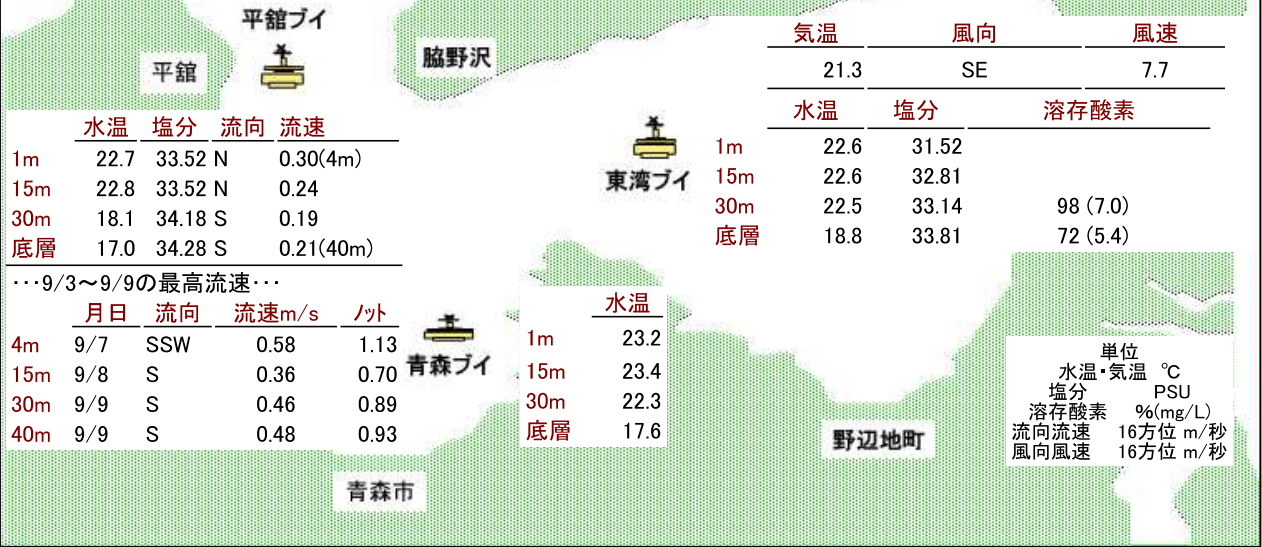 平舘ブイ
平舘
脇野沢
水温 塩分 流向 流速
1m 22.7 33.52 N 0.30(4m)
15m 22.8 33.52 N 0.24
30m 18.1 34.18 S 0.19
底層 17.0 34.28 S 0.21(40m)
･･･9/3～9/9の最高流速･･･
月日 流向 流速m/s ノット
4m 9/7 SSW 0.58 1.13
15m 9/8 S 0.36 0.70
30m 9/9 S 0.46 0.89
40m 9/9 S 0.48 0.93
気温 風向 風速
21.3 SE 7.7
水温 塩分 溶存酸素
1m 22.6 31.52
15m 22.6 32.81
30m 22.5 33.14 98 (7.0)
底層 18.8 33.81 72 (5.4)
東湾ブイ
青森ブイ
水温
1m 23.2
15m 23.4
30m 22.3
底層 17.6
単位
水温・気温 ℃
塩分 PSU
溶存酸素 %(mg/L)
流向流速 16方位 m/秒
風向風速 16方位 m/秒
野辺地町
青森市